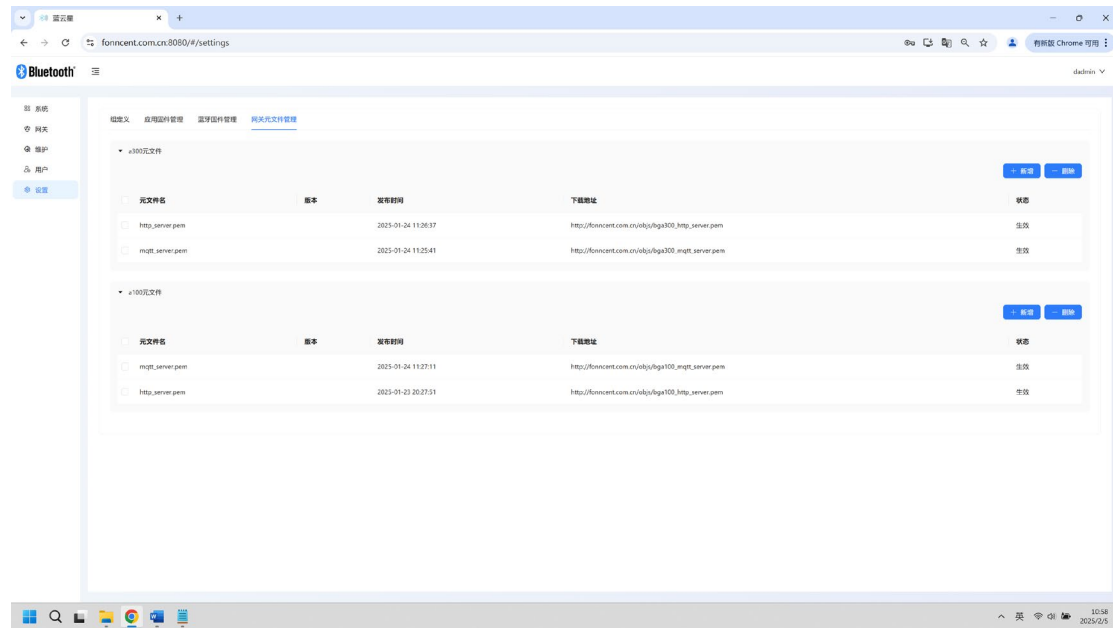 蓝云星
fonncent.com.cn:8080/#/settings
有新版 Chrome 可用
Bluetooth
dadmin
系统
网关
维护
用户
设置
组定义 应用固件管理 蓝牙固件管理 网关元文件管理
a300元文件
+ 新增 − 删除
元文件名 版本 发布时间 下载地址 状态
http_server.pem 2025-01-24 11:26:37 http://fonncent.com.cn/objs/bga300_http_server.pem 生效
mqtt_server.pem 2025-01-24 11:25:41 http://fonncent.com.cn/objs/bga300_mqtt_server.pem 生效
a100元文件
+ 新增 − 删除
元文件名 版本 发布时间 下载地址 状态
mqtt_server.pem 2025-01-24 11:27:11 http://fonncent.com.cn/objs/bga100_mqtt_server.pem 生效
http_server.pem 2025-01-23 20:27:51 http://fonncent.com.cn/objs/bga100_http_server.pem 生效
英
10:58
2025/2/5